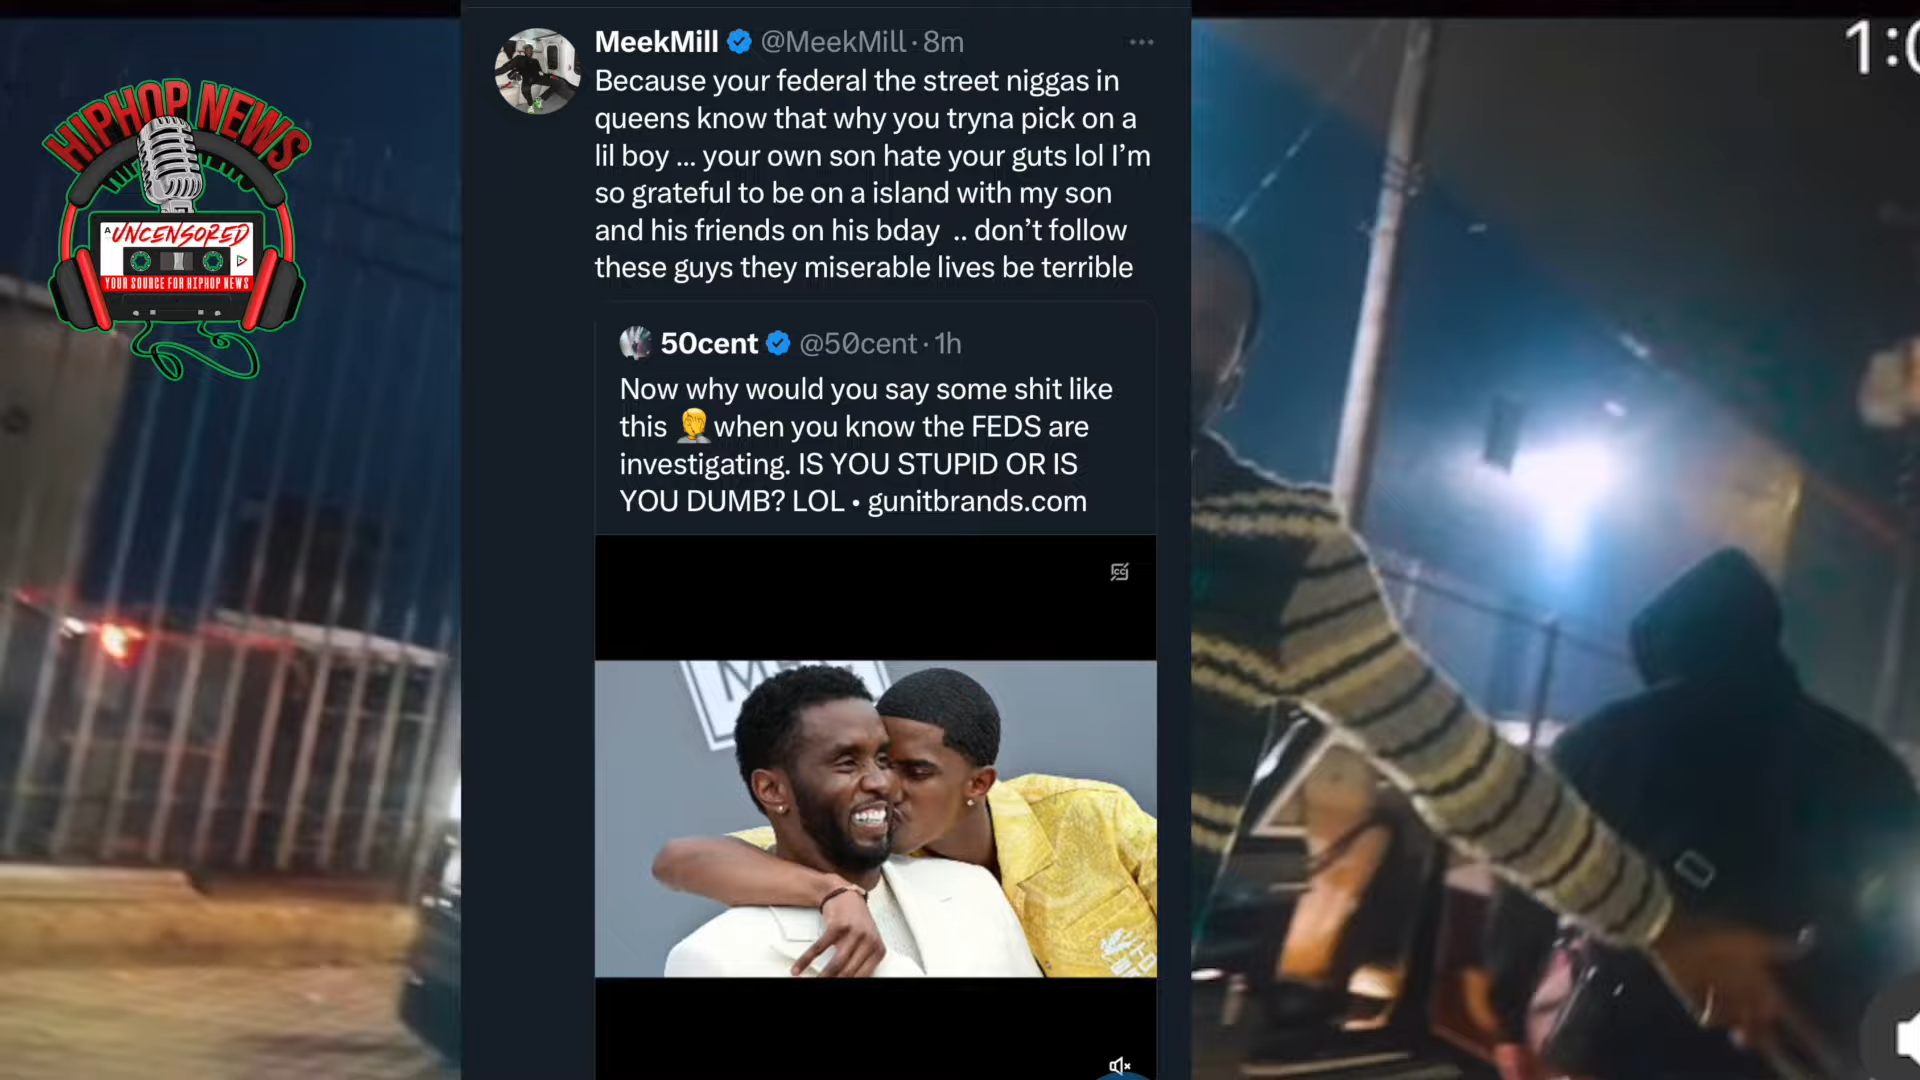 HIPHOP NEWS
A UNCENSORED
YOUR SOURCE FOR HIPHOP NEWS
MeekMill @MeekMill · 8m
Because your federal the street niggas in
queens know that why you tryna pick on a
lil boy ... your own son hate your guts lol I’m
so grateful to be on a island with my son
and his friends on his bday .. don’t follow
these guys they miserable lives be terrible
50cent @50cent · 1h
Now why would you say some shit like
this 🤦when you know the FEDS are
investigating. IS YOU STUPID OR IS
YOU DUMB? LOL • gunitbrands.com
CC
1:0